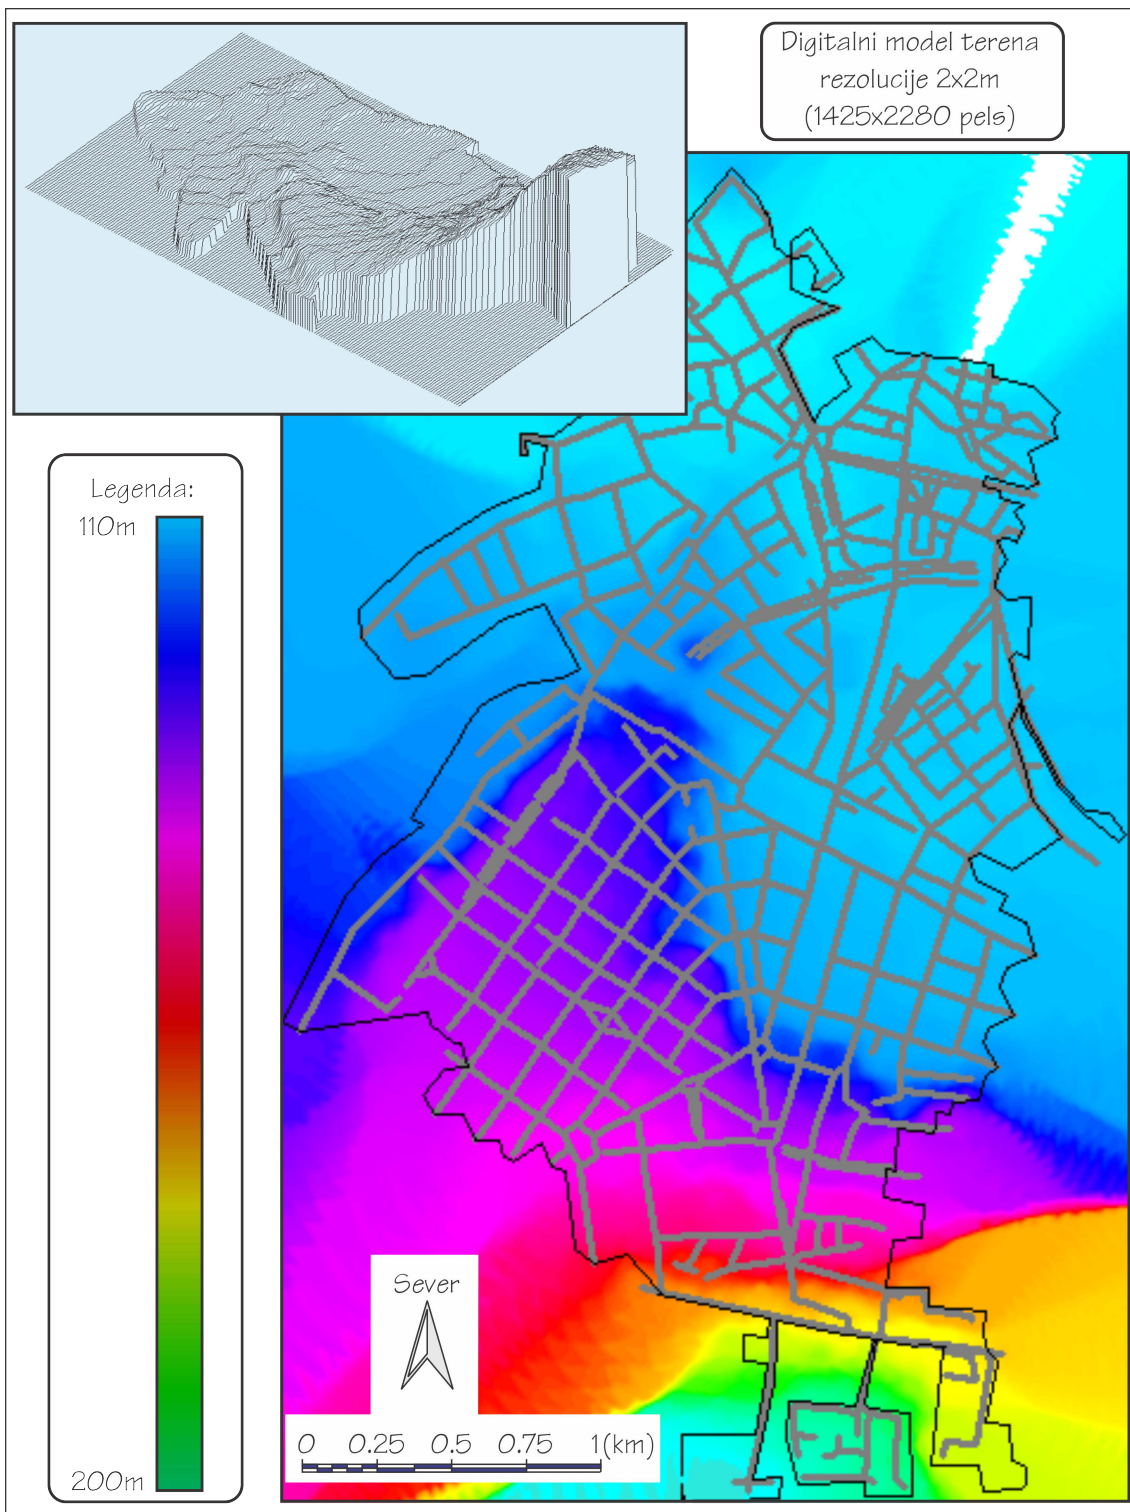 Digitalni model terena
rezolucije 2x2m
(1425x2280 pels)
Legenda:
110m
200m
Sever
0 0.25 0.5 0.75 1(km)